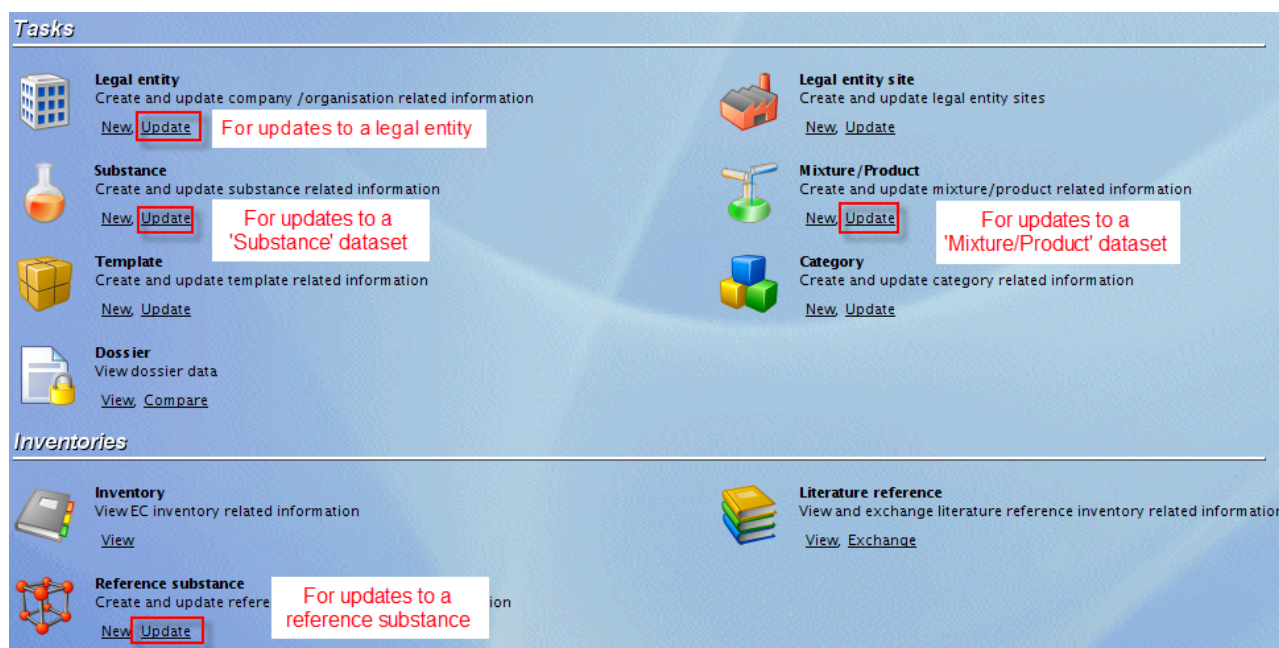 Tasks
Legal entity
Create and update company /organisation related information
New, Update
For updates to a legal entity
Legal entity site
Create and update legal entity sites
New, Update
Substance
Create and update substance related information
New, Update
For updates to a
'Substance' dataset
Mixture/Product
Create and update mixture/product related information
New, Update
For updates to a
'Mixture/Product' dataset
Template
Create and update template related information
New, Update
Category
Create and update category related information
New, Update
Dossier
View dossier data
View, Compare
Inventories
Inventory
View EC inventory related information
View
Literature reference
View and exchange literature reference inventory related information
View, Exchange
Reference substance
Create and update refere
ion
For updates to a
reference substance
New, Update